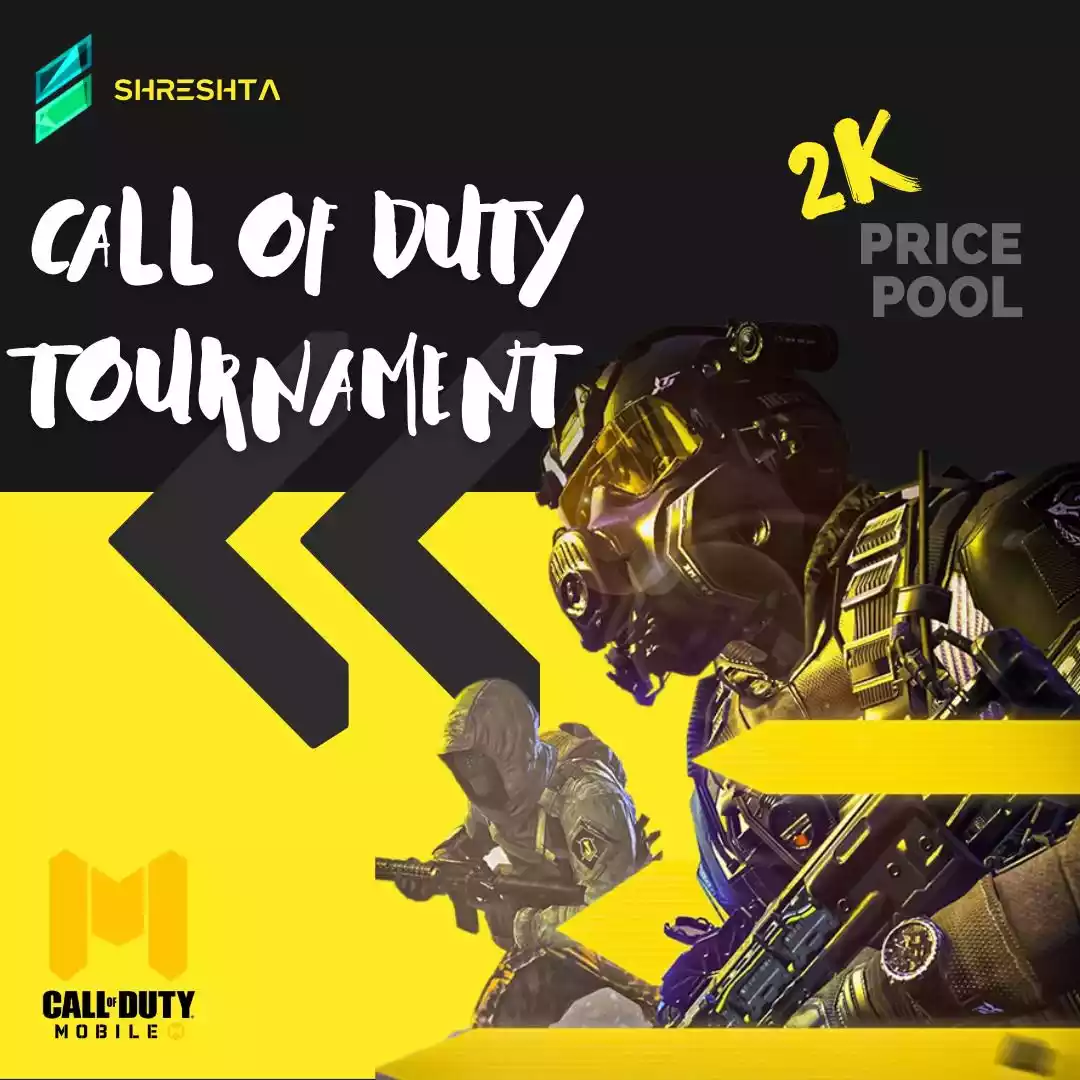 SHRESHTA
2K
PRICE
POOL
CALL OF DUTY
TOURNAMENT
CALL OF DUTY
MOBILE